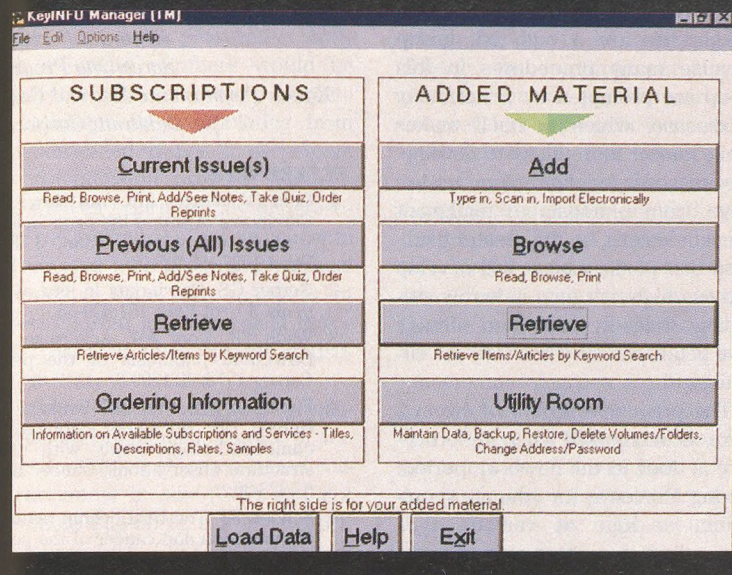 KeyINFO Manager (TM)
File Edit Options Help
SUBSCRIPTIONS
Current Issue(s)
Read, Browse, Print, Add/See Notes, Take Quiz, Order
Reprints
Previous (All) Issues
Read, Browse, Print, Add/See Notes, Take Quiz, Order
Reprints
Retrieve
Retrieve Articles/Items by Keyword Search
Ordering Information
Information on Available Subscriptions and Services - Titles,
Descriptions, Rates, Samples
ADDED MATERIAL
Add
Type in, Scan in, Import Electronically
Browse
Read, Browse, Print
Retrieve
Retrieve Items/Articles by Keyword Search
Utility Room
Maintain Data, Backup, Restore, Delete Volumes/Folders,
Change Address/Password
The right side is for your added material.
Load Data Help Exit